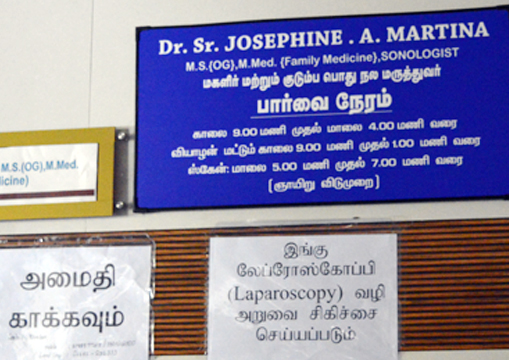 Dr. Sr. JOSEPHINE . A. MARTINA
M.S.(OG),M.Med. {Family Medicine},SONOLOGIST
மகளிர் மற்றும் குடும்ப பொது நல மருத்துவர்
பார்வை நேரம்
காலை 9.00 மணி முதல் மாலை 4.00 மணி வரை
வியாழன் மட்டும் காலை 9.00 மணி முதல் 1.00 மணி வரை
ஸ்கேன்: மாலை 5.00 மணி முதல் 7.00 மணி வரை
(ஞாயிறு விடுமுறை)
M.S.(OG),M.Med.
icine)
அமைதி
காக்கவும்
இங்கு
லேப்ரோஸ்கோப்பி
(Laparoscopy) வழி
அறுவை சிகிச்சை
செய்யப்படும்